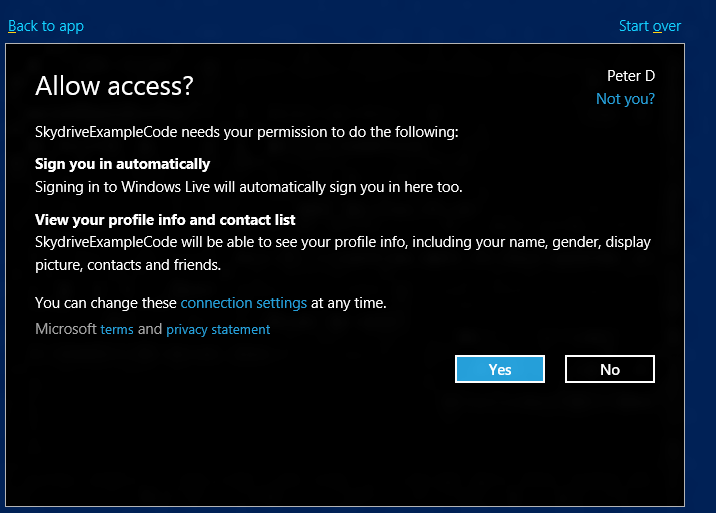 Back to app
Start over
Allow access?
Peter D
Not you?
SkydriveExampleCode needs your permission to do the following:
Sign you in automatically
Signing in to Windows Live will automatically sign you in here too.
View your profile info and contact list
SkydriveExampleCode will be able to see your profile info, including your name, gender, display
picture, contacts and friends.
You can change these connection settings at any time.
Microsoft terms and privacy statement
Yes
No